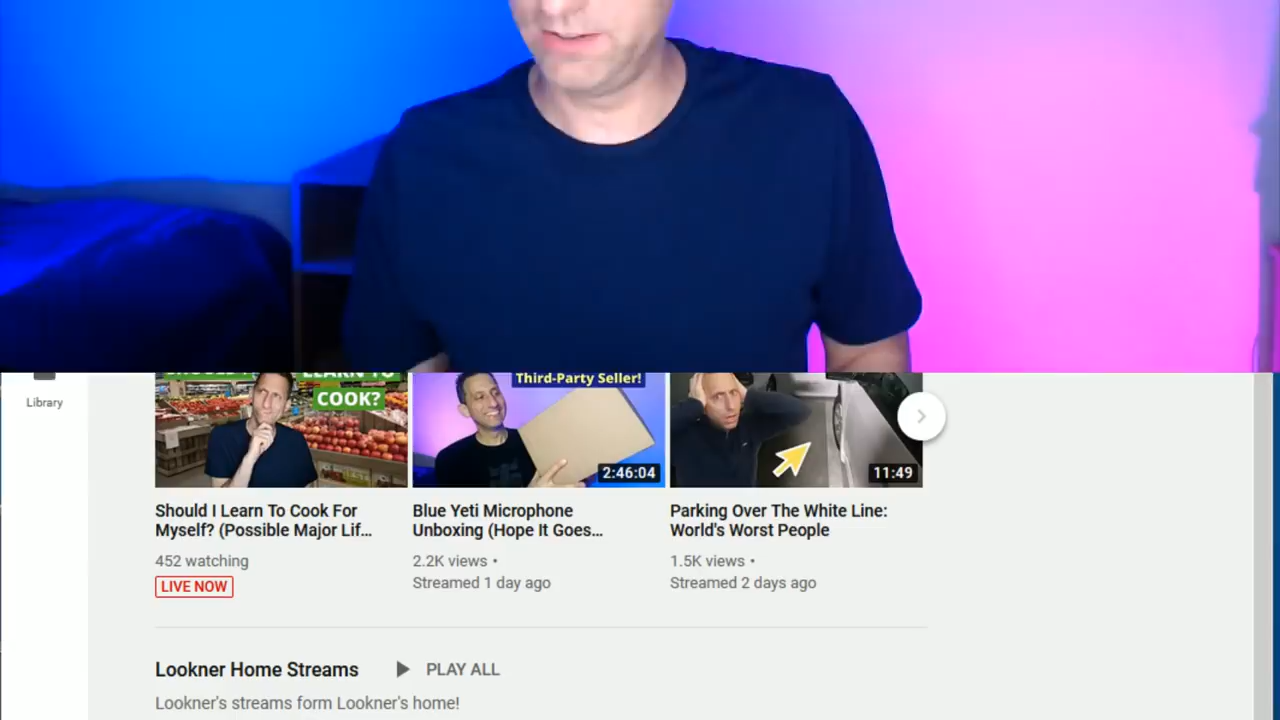 LEARN TO
COOK?
Third-Party Seller!
2:46:04
11:49
Library
Should I Learn To Cook For
Myself? (Possible Major Lif...
452 watching
LIVE NOW
Blue Yeti Microphone
Unboxing (Hope It Goes...
2.2K views •
Streamed 1 day ago
Parking Over The White Line:
World's Worst People
1.5K views •
Streamed 2 days ago
Lookner Home Streams
PLAY ALL
Lookner's streams form Lookner's home!